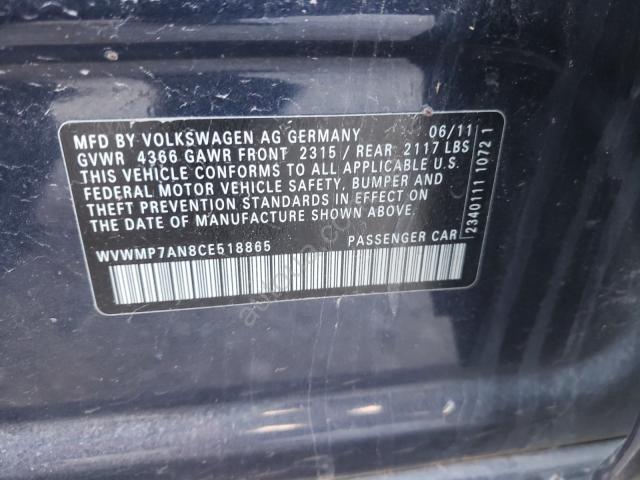 MFD BY VOLKSWAGEN AG GERMANY 06/11
GVWR 4366 GAWR FRONT 2315 / REAR 2117 LBS
THIS VEHICLE CONFORMS TO ALL APPLICABLE U.S.
FEDERAL MOTOR VEHICLE SAFETY, BUMPER AND
THEFT PREVENTION STANDARDS IN EFFECT ON
THE DATE OF MANUFACTURE
WVWMP7AN8CE518865 PASSENGER CAR
2340111 1072 1